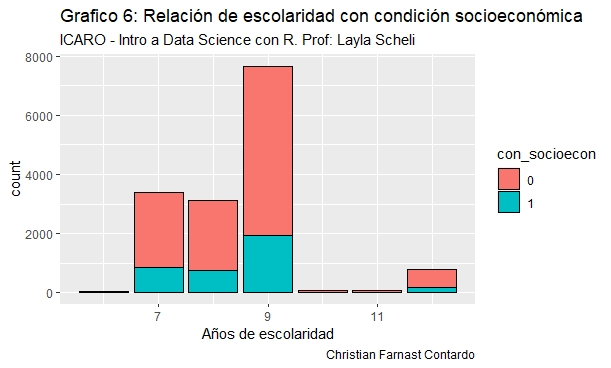 Grafico 6: Relación de escolaridad con condición socioeconómica
ICARO - Intro a Data Science con R. Prof: Layla Scheli
8000
6000
4000
2000
0
count
7
9
11
Años de escolaridad
con_socioecon
0
1
Christian Farnast Contardo